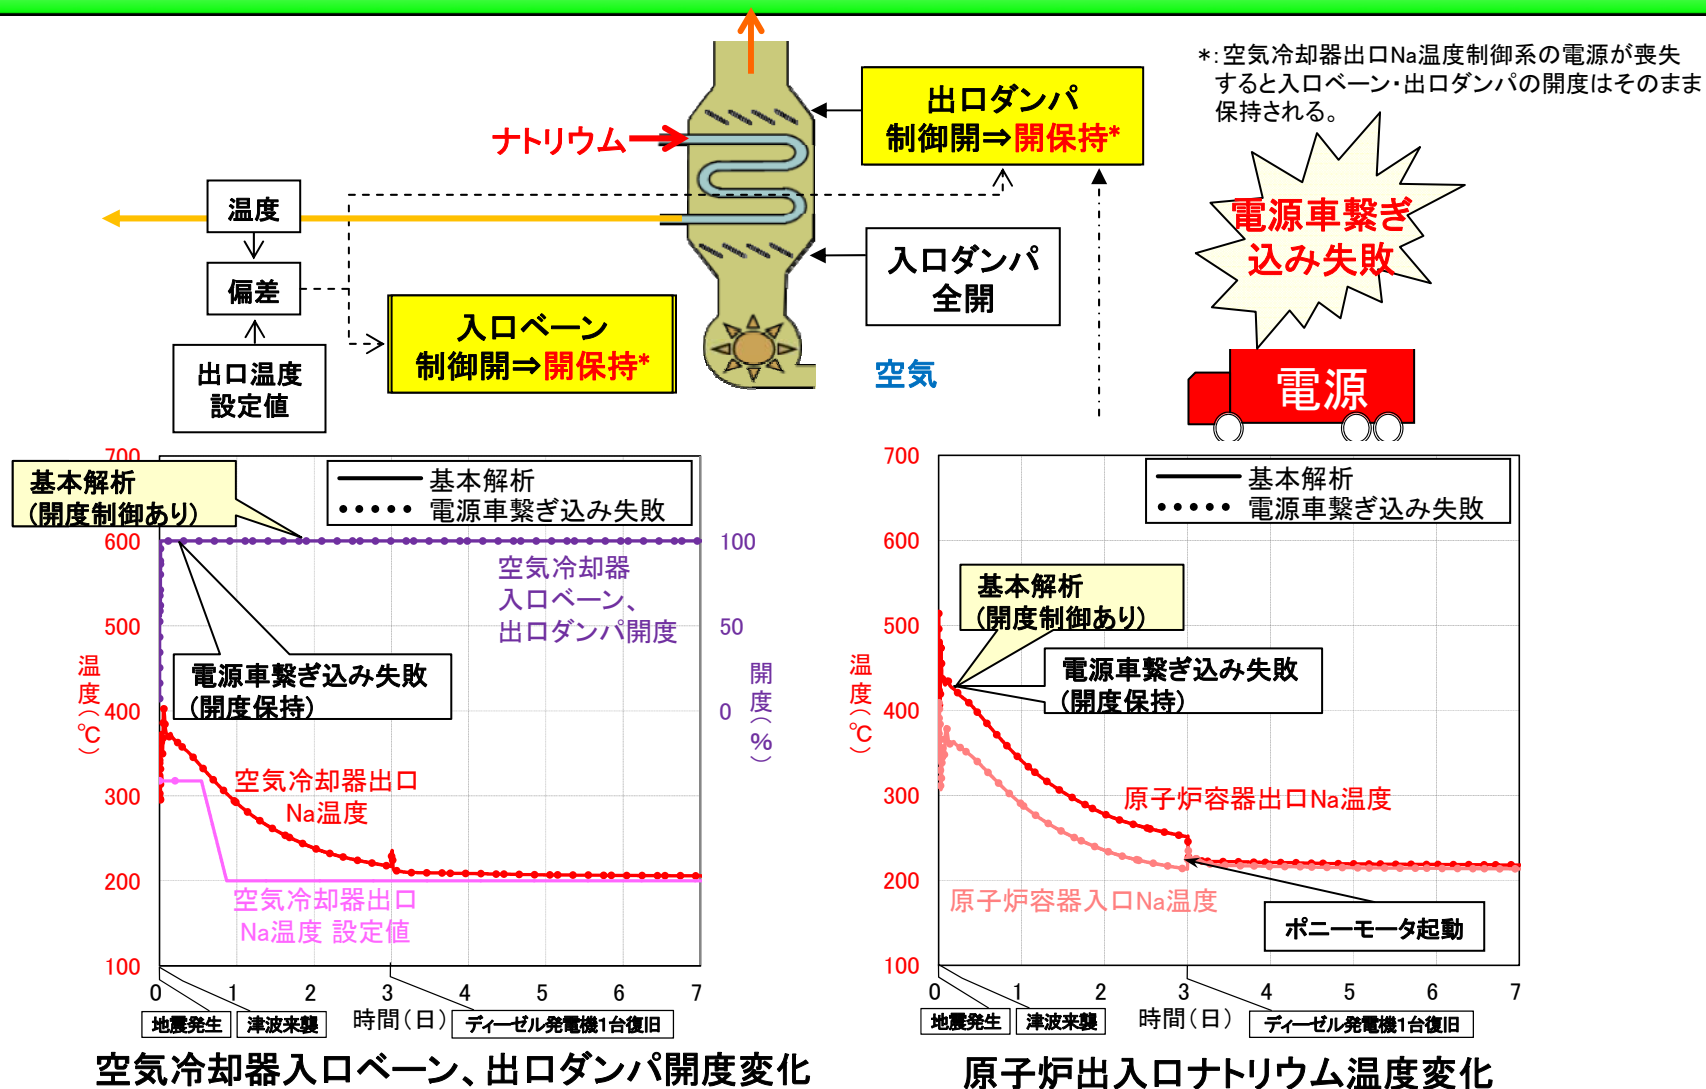 *:空気冷却器出口Na温度制御系の電源が喪失
すると入口ベーン・出口ダンパの開度はそのまま
保持される。
出口ダンパ
制御開⇒開保持*
ナトリウム
電源車繋ぎ
込み失敗
温度
入口ダンパ
全開
偏差
入口ベーン
制御開⇒開保持*
空気
出口温度
設定値
電源
700
基本解析
(開度制御あり)
基本解析
電源車繋ぎ込み失敗
600
100
空気冷却器
入口ベーン、
出口ダンパ開度
500
50
電源車繋ぎ込み失敗
(開度保持)
温度(℃)
開度(%)
400
0
空気冷却器出口
Na温度
300
200
空気冷却器出口
Na温度 設定値
100
0 1 2 3 4 5 6 7
地震発生
津波来襲
時間(日)
ディーゼル発電機1台復旧
空気冷却器入口ベーン、出口ダンパ開度変化
700
基本解析
電源車繋ぎ込み失敗
600
基本解析
(開度制御あり)
500
電源車繋ぎ込み失敗
(開度保持)
温度(℃)
400
300
原子炉容器出口Na温度
200
原子炉容器入口Na温度
ポニーモータ起動
100
0 1 2 3 4 5 6 7
地震発生
津波来襲
時間(日)
ディーゼル発電機1台復旧
原子炉出入口ナトリウム温度変化